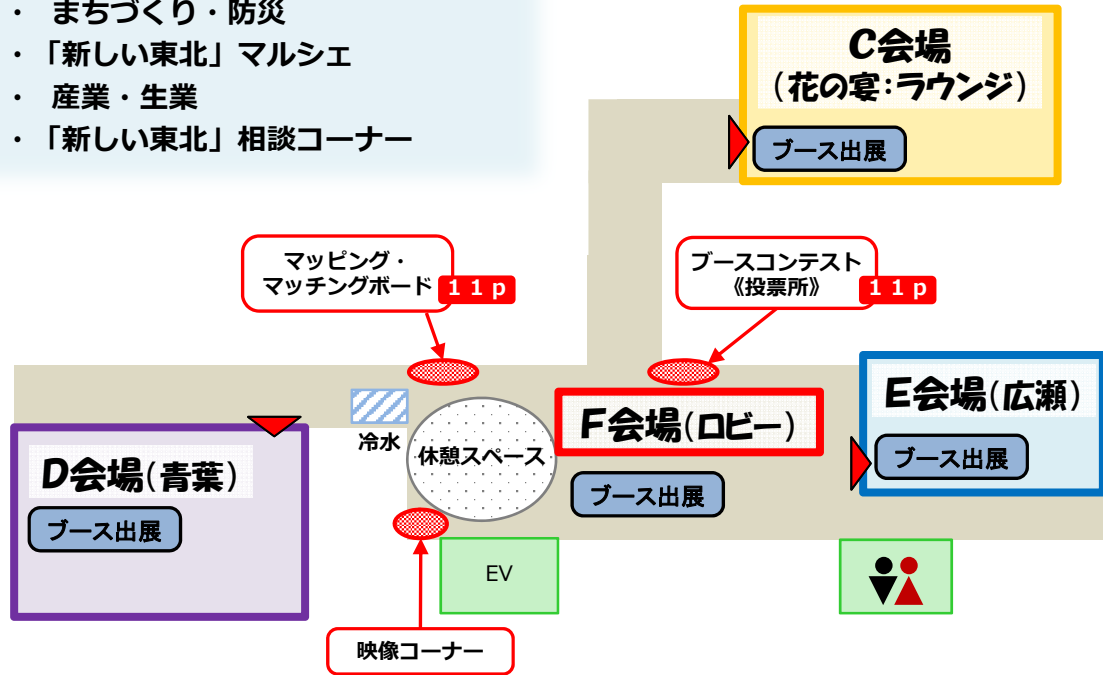 ・ まちづくり・防災
・「新しい東北」マルシェ
・ 産業・生業
・「新しい東北」相談コーナー
C会場
（花の宴：ラウンジ）
ブース出展
マッピング・
マッチングボード
１１ｐ
ブースコンテスト
《投票所》
１１ｐ
E会場（広瀬）
ブース出展
F会場（ロビー）
ブース出展
冷水
休憩スペース
D会場（青葉）
ブース出展
EV
映像コーナー